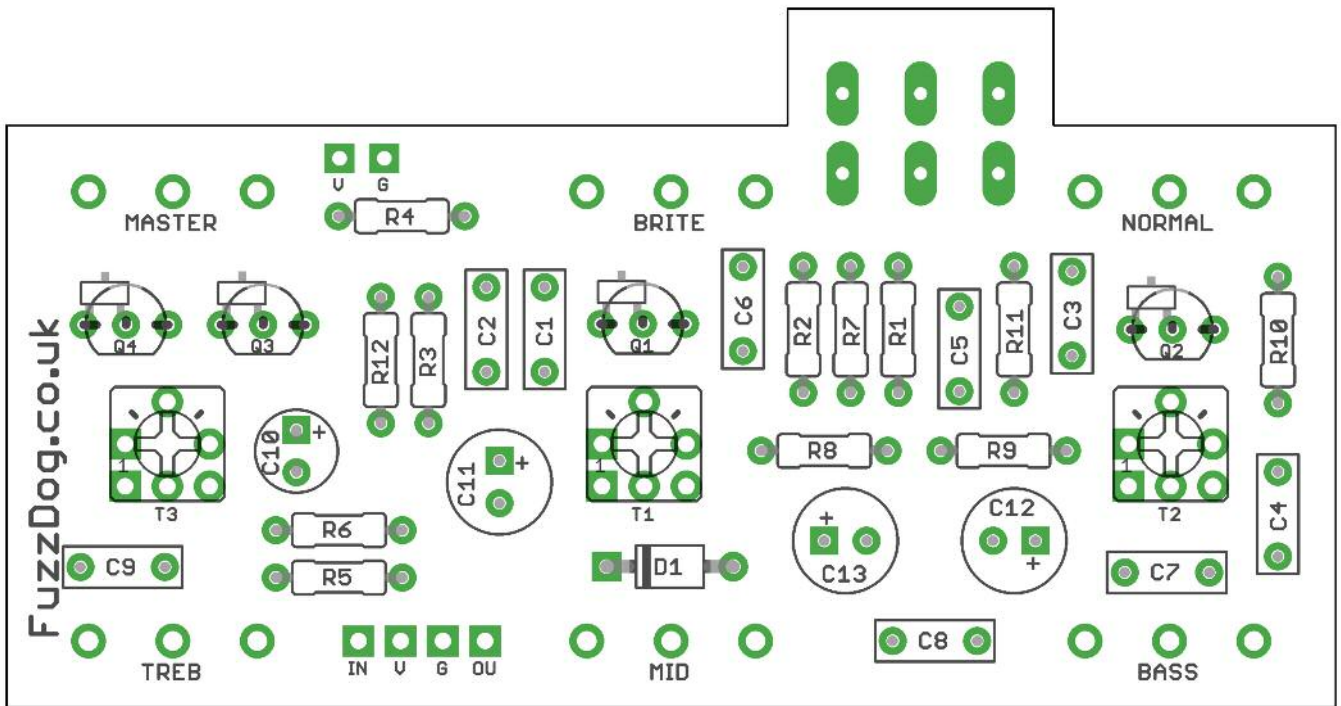 V G
R4
MASTER BRITE NORMAL
Q4 Q3 Q1 Q2
R12 R3 C2 C1 C6 R2 R7 R1 C5 R11 C3 R10
FuzzDog.co.uk
1 1 1
C10 + C11 + R8 R9
T3 T1 T2
R6 + C13 C12 + C4
C9 R5 D1 C7
C8
IN V G OU
TREB MID BASS